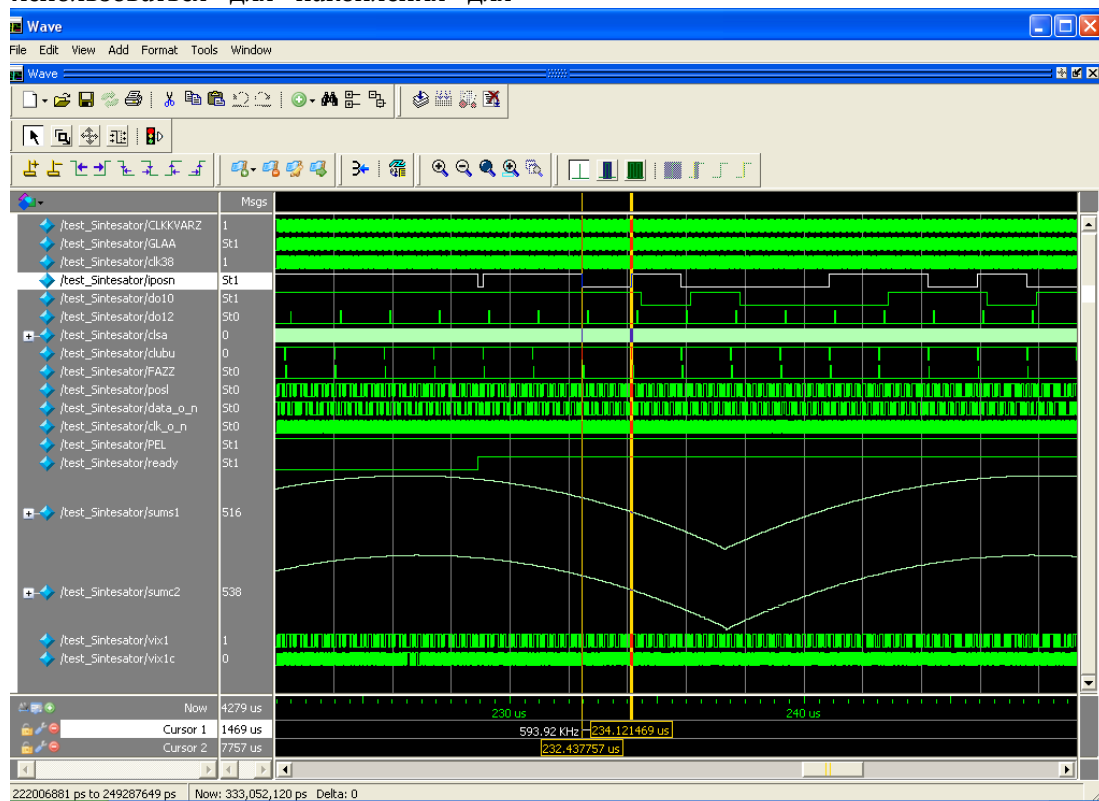 Wave
File Edit View Add Format Tools Window
Wave
Msgs
/test_Sintesator/CLKKVARZ 1
/test_Sintesator/GLAA St1
/test_Sintesator/clk38 1
/test_Sintesator/iposn St1
/test_Sintesator/do10 St1
/test_Sintesator/do12 St0
/test_Sintesator/clsa 0
/test_Sintesator/clubu 0
/test_Sintesator/FAZZ St0
/test_Sintesator/posl St0
/test_Sintesator/data_o_n St0
/test_Sintesator/clk_o_n St0
/test_Sintesator/PEL St1
/test_Sintesator/ready St1
/test_Sintesator/sums1 516
/test_Sintesator/sumc2 538
/test_Sintesator/vix1 1
/test_Sintesator/vix1c 0
Now 4279 us 230 us 240 us
Cursor 1 1469 us 593.92 KHz 234.121469 us
Cursor 2 7757 us 232.437757 us
222006881 ps to 249287649 ps Now: 333,052,120 ps Delta: 0